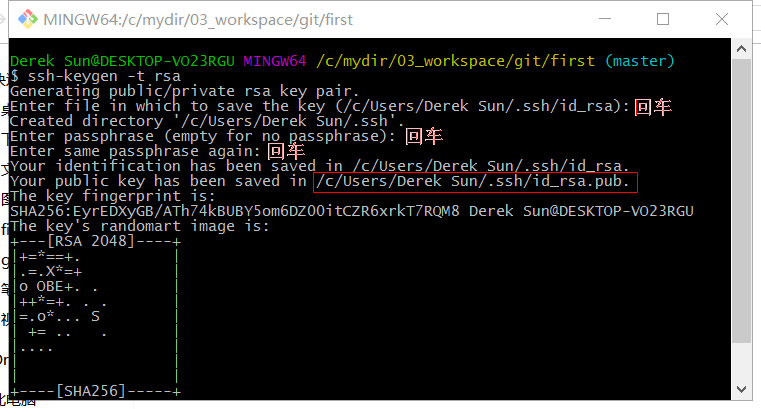 MINGW64:/c/mydir/03_workspace/git/first
Derek Sun@DESKTOP-VO23RGU MINGW64 /c/mydir/03_workspace/git/first (master)
$ ssh-keygen -t rsa
Generating public/private rsa key pair.
Enter file in which to save the key (/c/Users/Derek Sun/.ssh/id_rsa): 回车
Created directory '/c/Users/Derek Sun/.ssh'.
Enter passphrase (empty for no passphrase): 回车
Enter same passphrase again: 回车
Your identification has been saved in /c/Users/Derek Sun/.ssh/id_rsa.
Your public key has been saved in /c/Users/Derek Sun/.ssh/id_rsa.pub.
The key fingerprint is:
SHA256:EyrEDXyGB/ATh74kBUBY5om6DZO0itCZR6xrkT7RQM8 Derek Sun@DESKTOP-VO23RGU
The key's randomart image is:
+---[RSA 2048]----+
|+=*==+.          |
|.=.X*=+          |
|o OBE+. .        |
|++*=+. . .       |
|=.o*... S        |
| += ..   .       |
|....             |
|                 |
|                 |
+----[SHA256]-----+